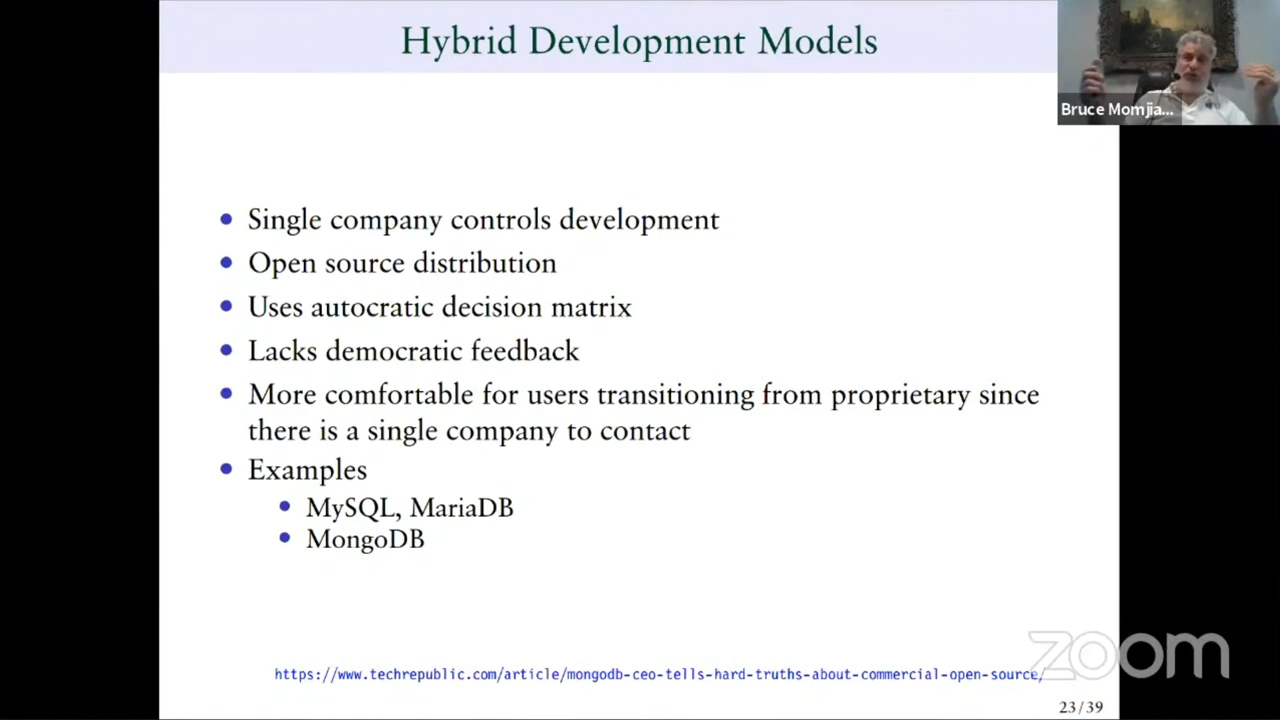 Hybrid Development Models
Bruce Momjia...
• Single company controls development
• Open source distribution
• Uses autocratic decision matrix
• Lacks democratic feedback
• More comfortable for users transitioning from proprietary since
there is a single company to contact
• Examples
• MySQL, MariaDB
• MongoDB
zoom
https://www.techrepublic.com/article/mongodb-ceo-tells-hard-truths-about-commercial-open-source/
23/39